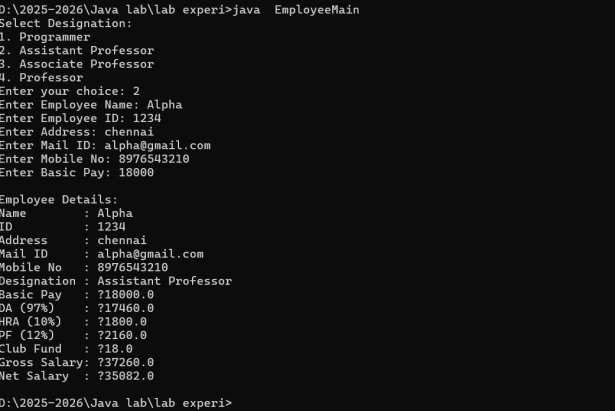 D:\2025-2026\Java lab\lab experi>java  EmployeeMain
Select Designation:
1. Programmer
2. Assistant Professor
3. Associate Professor
4. Professor
Enter your choice: 2
Enter Employee Name: Alpha
Enter Employee ID: 1234
Enter Address: chennai
Enter Mail ID: alpha@gmail.com
Enter Mobile No: 8976543210
Enter Basic Pay: 18000

Employee Details:
Name        : Alpha
ID          : 1234
Address     : chennai
Mail ID     : alpha@gmail.com
Mobile No   : 8976543210
Designation : Assistant Professor
Basic Pay   : ?18000.0
DA (97%)    : ?17460.0
HRA (10%)   : ?1800.0
PF (12%)    : ?2160.0
Club Fund   : ?18.0
Gross Salary: ?37260.0
Net Salary  : ?35082.0

D:\2025-2026\Java lab\lab experi>